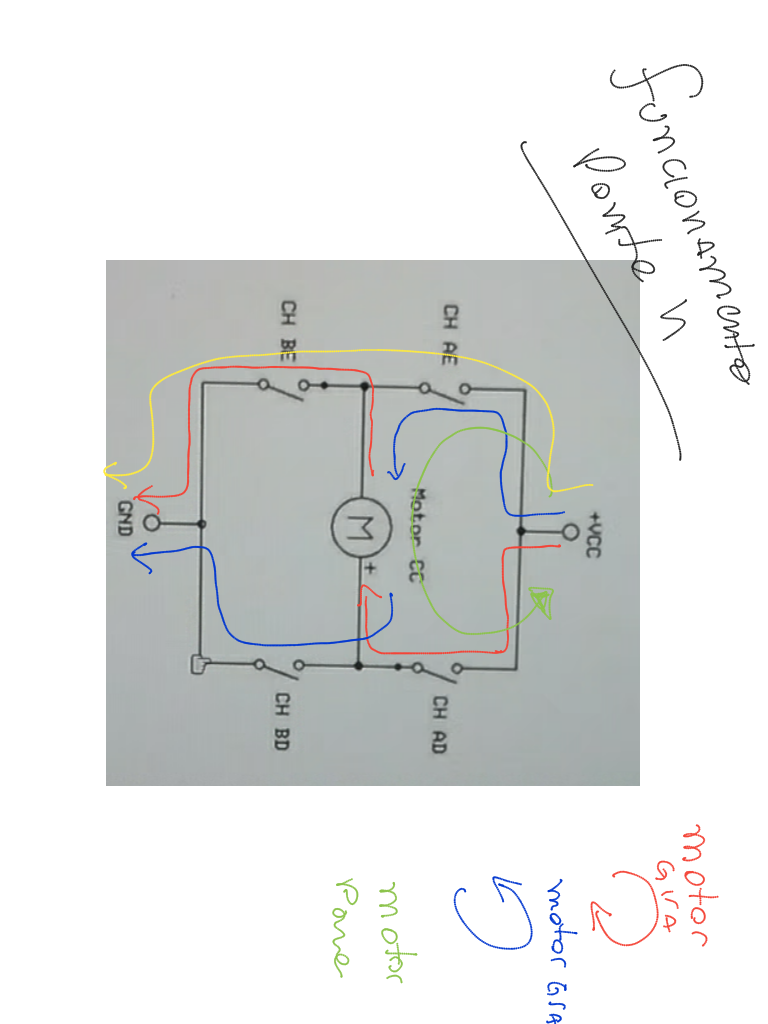 Funcionamento
Ponte H
+VCC
CH AE
CH AD
Motor CC
M
+
CH BE
CH BD
GND
motor
Gira
motor Gira
motor
Para